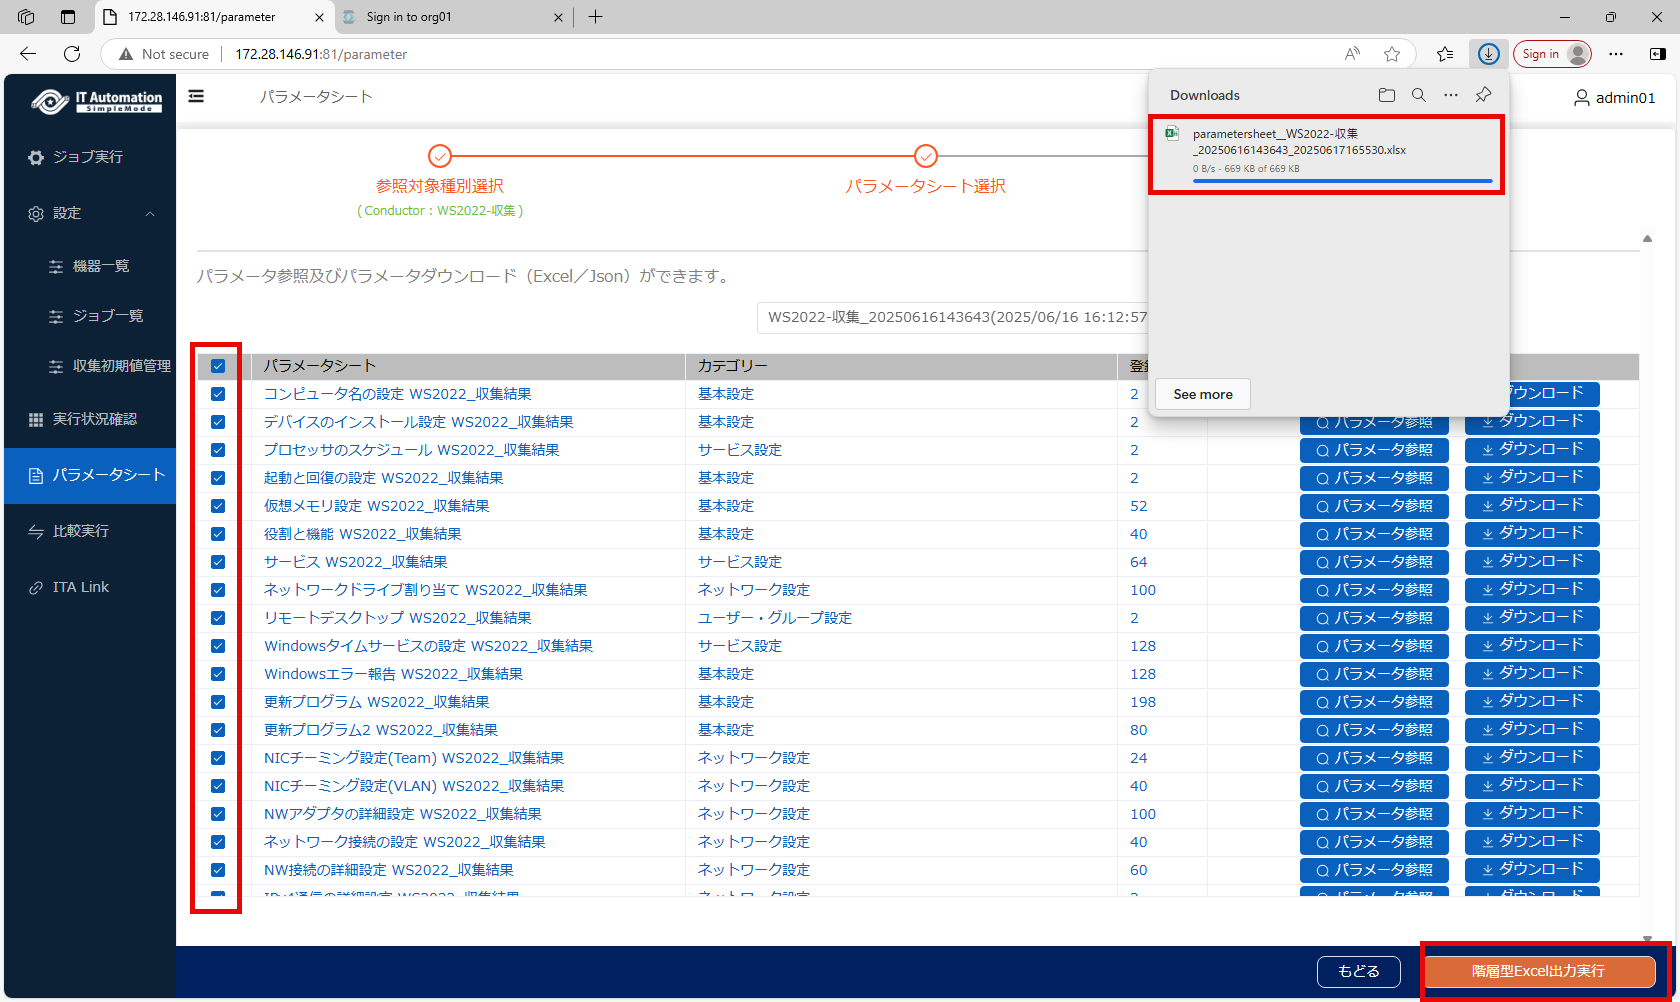 172.28.146.91:81/parameter
Sign in to org01
Not secure
172.28.146.91:81/parameter
Sign in
IT Automation
SimpleMode
パラメータシート
admin01
Downloads
parametersheet__WS2022-収集
_20250616143643_20250617165530.xlsx
0 B/s - 669 KB of 669 KB
See more
ジョブ実行
設定
機器一覧
ジョブ一覧
収集初期値管理
実行状況確認
パラメータシート
比較実行
ITA Link
参照対象種別選択
( Conductor : WS2022-収集 )
パラメータシート選択
パラメータ参照及びパラメータダウンロード（Excel／Json）ができます。
WS2022-収集_20250616143643(2025/06/16 16:12:57
パラメータシート カテゴリー 登
コンピュータ名の設定 WS2022_収集結果 基本設定 2 ダウンロード
デバイスのインストール設定 WS2022_収集結果 基本設定 2 パラメータ参照 ダウンロード
プロセッサのスケジュール WS2022_収集結果 サービス設定 2 パラメータ参照 ダウンロード
起動と回復の設定 WS2022_収集結果 基本設定 2 パラメータ参照 ダウンロード
仮想メモリ設定 WS2022_収集結果 基本設定 52 パラメータ参照 ダウンロード
役割と機能 WS2022_収集結果 基本設定 40 パラメータ参照 ダウンロード
サービス WS2022_収集結果 サービス設定 64 パラメータ参照 ダウンロード
ネットワークドライブ割り当て WS2022_収集結果 ネットワーク設定 100 パラメータ参照 ダウンロード
リモートデスクトップ WS2022_収集結果 ユーザー・グループ設定 2 パラメータ参照 ダウンロード
Windowsタイムサービスの設定 WS2022_収集結果 サービス設定 128 パラメータ参照 ダウンロード
Windowsエラー報告 WS2022_収集結果 基本設定 128 パラメータ参照 ダウンロード
更新プログラム WS2022_収集結果 基本設定 198 パラメータ参照 ダウンロード
更新プログラム2 WS2022_収集結果 基本設定 80 パラメータ参照 ダウンロード
NICチーミング設定(Team) WS2022_収集結果 ネットワーク設定 24 パラメータ参照 ダウンロード
NICチーミング設定(VLAN) WS2022_収集結果 ネットワーク設定 40 パラメータ参照 ダウンロード
NWアダプタの詳細設定 WS2022_収集結果 ネットワーク設定 100 パラメータ参照 ダウンロード
ネットワーク接続の設定 WS2022_収集結果 ネットワーク設定 40 パラメータ参照 ダウンロード
NW接続の詳細設定 WS2022_収集結果 ネットワーク設定 60 パラメータ参照 ダウンロード
IPv4通信の詳細設定 WS2022_収集結果 ネットワーク設定 2 パラメータ参照 ダウンロード
もどる
階層型Excel出力実行